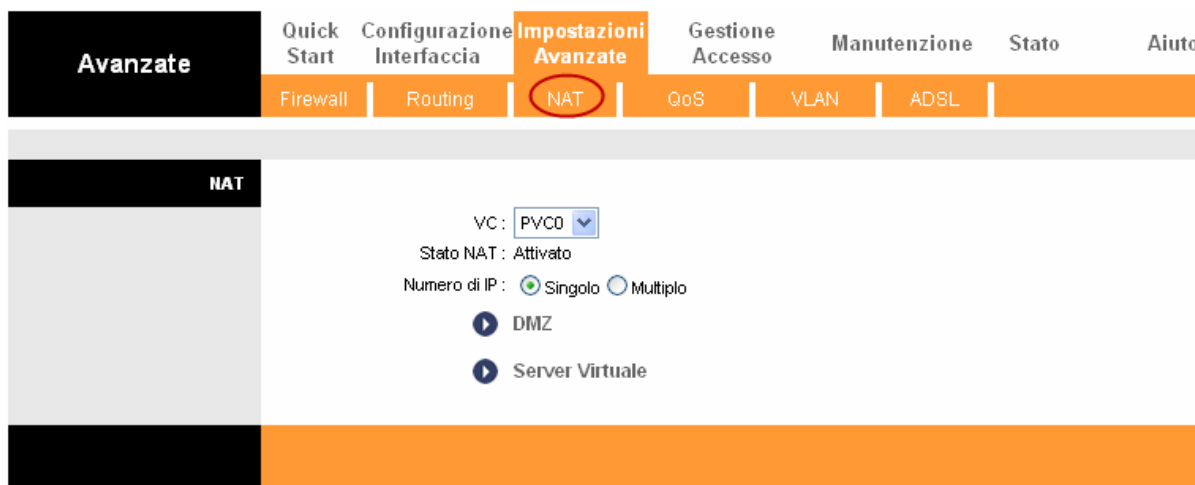 Avanzate
Quick Start
Configurazione Interfaccia
Impostazioni Avanzate
Gestione Accesso
Manutenzione
Stato
Aiuto
Firewall
Routing
NAT
QoS
VLAN
ADSL
NAT
VC : PVC0
Stato NAT : Attivato
Numero di IP : Singolo Multiplo
DMZ
Server Virtuale